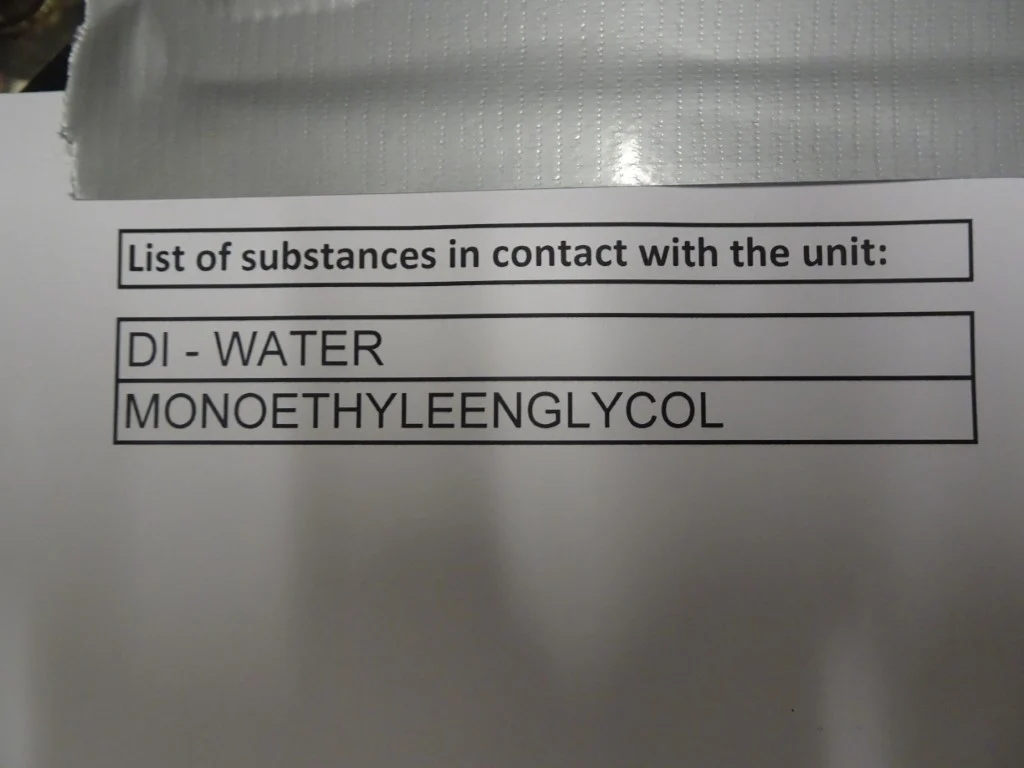 List of substances in contact with the unit:
DI - WATER
MONOETHYLEENGLYCOL